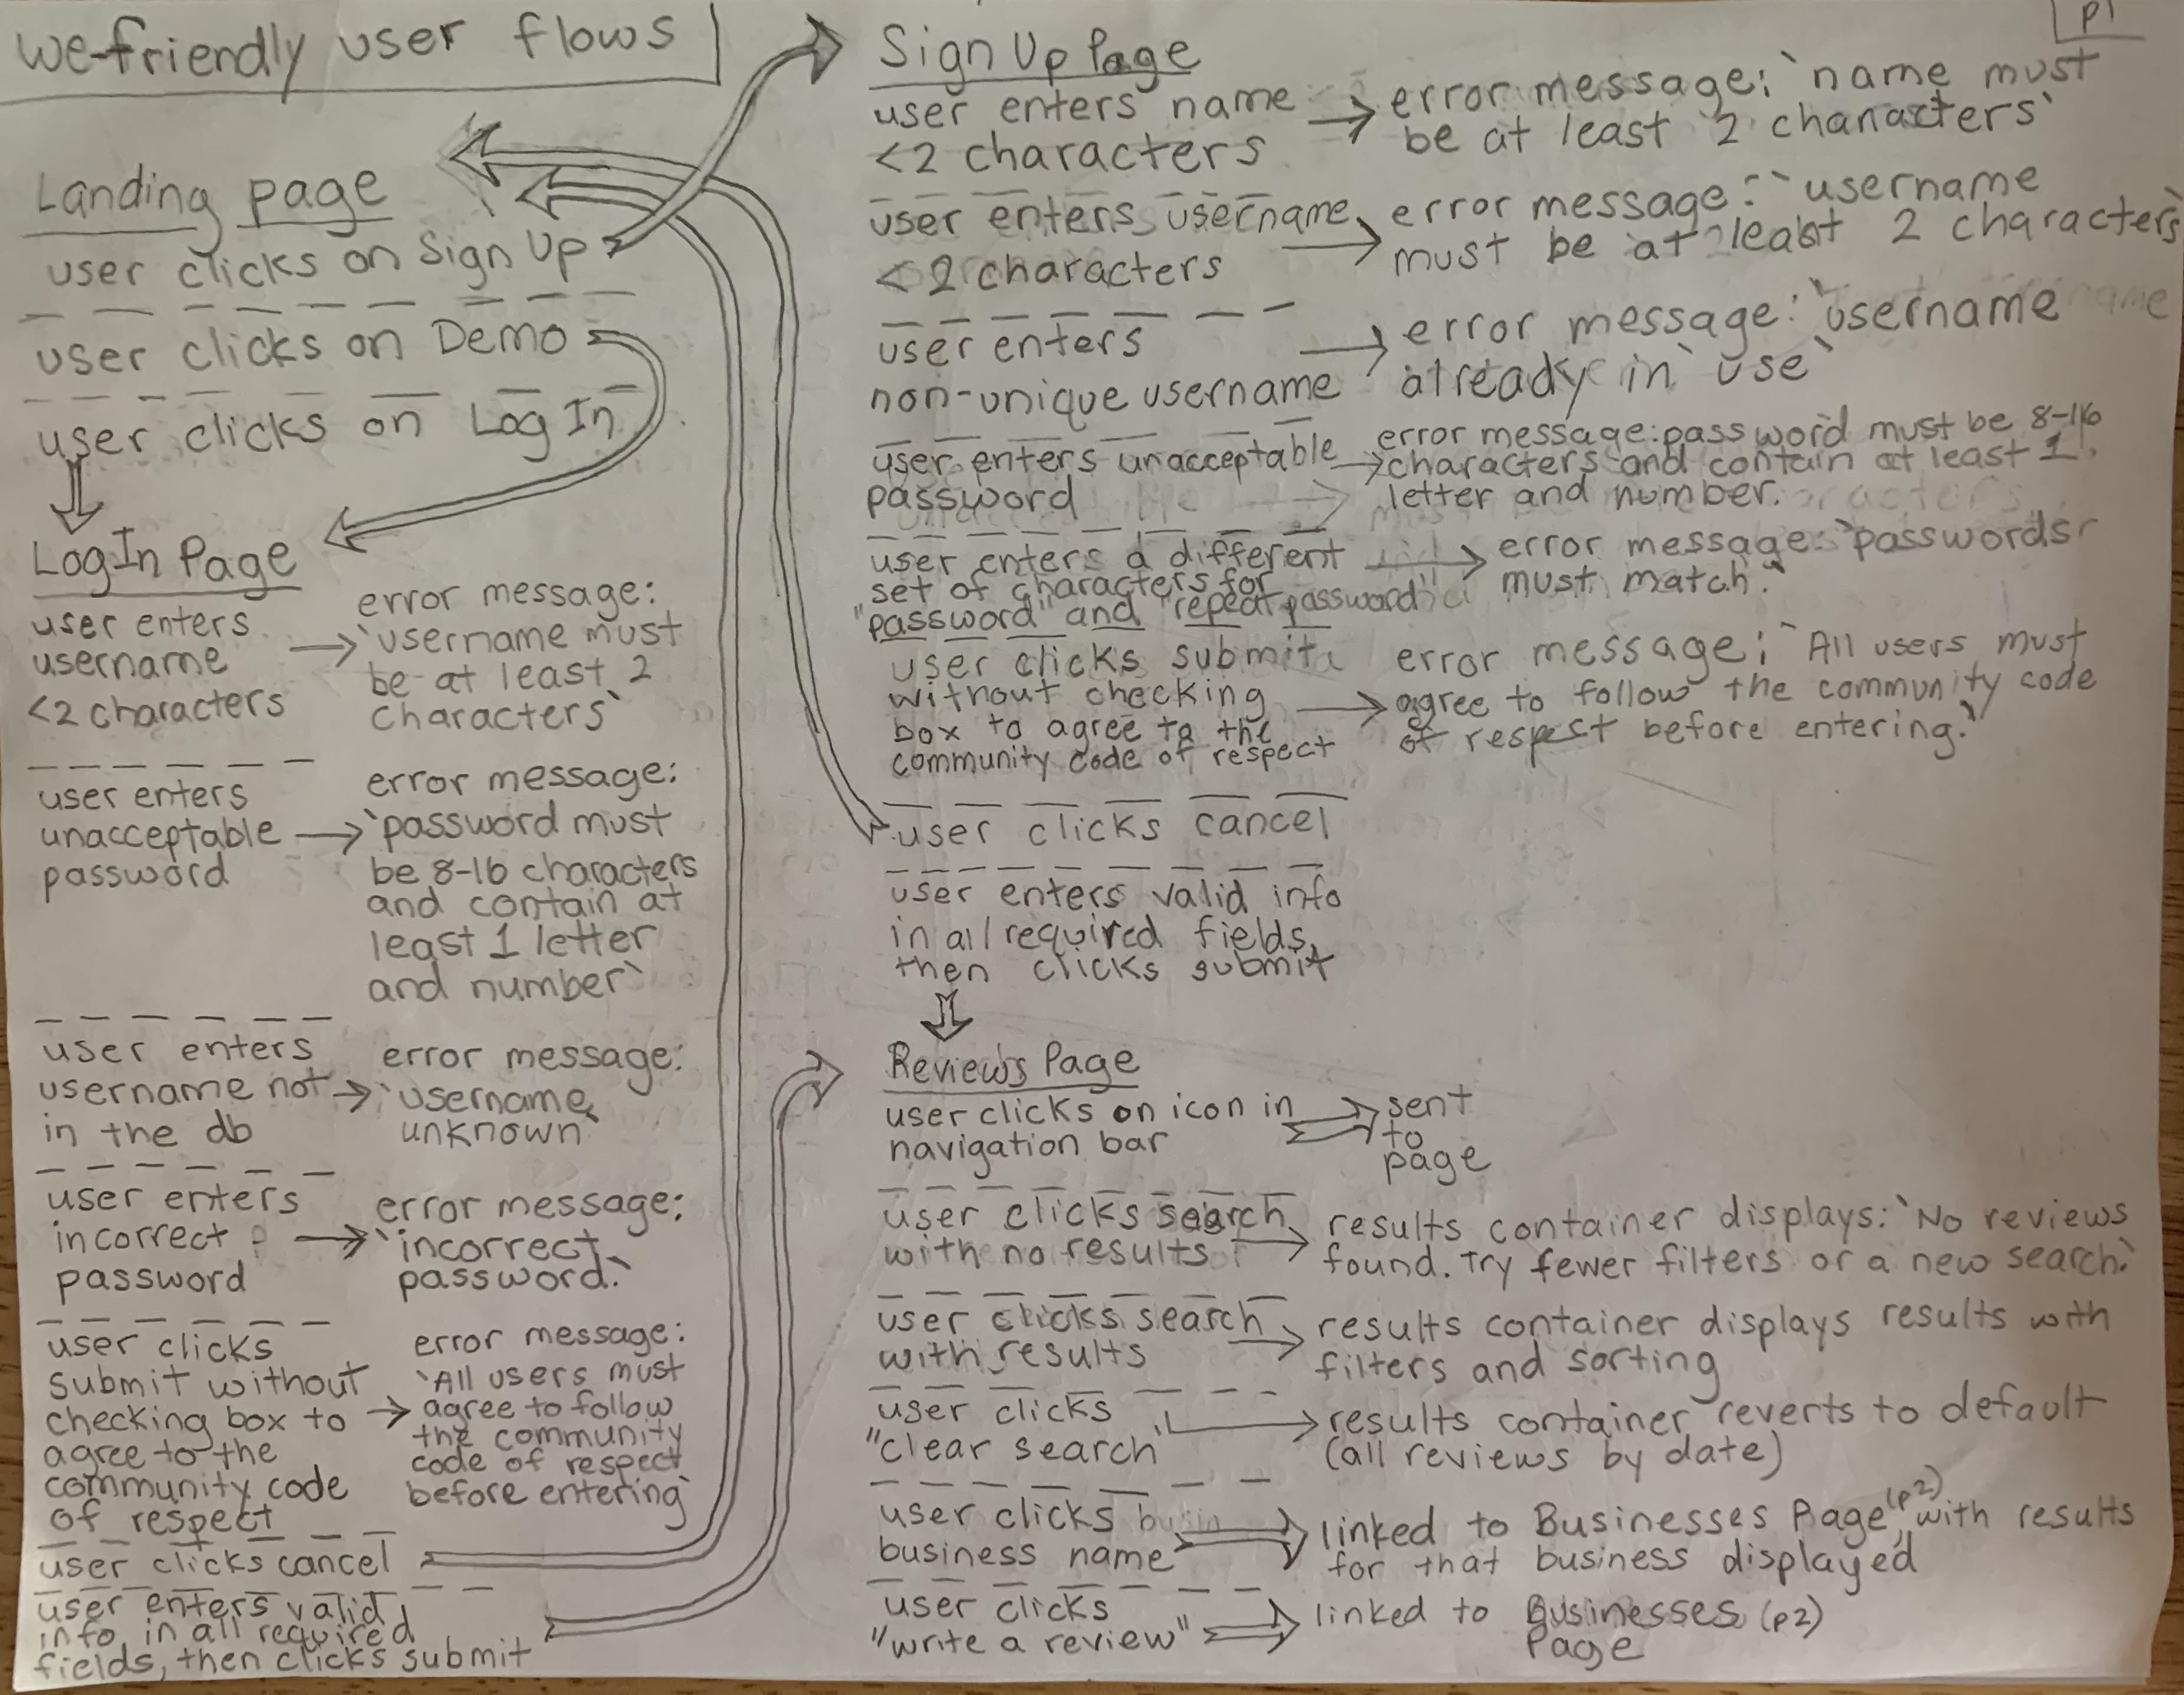 we-friendly user flows
p1
Landing page
user clicks on Sign Up
user clicks on Demo
user clicks on Log In
Log In Page
user enters
username
<2 characters
error message:
`username must
be at least 2
characters`
user enters
unacceptable
password
error message:
`password must
be 8-16 characters
and contain at
least 1 letter
and number`
user enters
username not
in the db
error message:
`username
unknown`
user enters
incorrect
password
error message:
`incorrect
password.`
user clicks
submit without
checking box to
agree to the
community code
of respect
error message:
`All users must
agree to follow
the community
code of respect
before entering`
user clicks cancel
user enters valid
info in all required
fields, then clicks submit
Sign Up Page
user enters name
<2 characters
error message: `name must
be at least 2 characters`
user enters username
<2 characters
error message: `username
must be at least 2 characters`
user enters
non-unique username
error message: `username
already in use`
user enters unacceptable
password
error message: password must be 8-16
characters and contain at least 1
letter and number.
user enters a different
set of characters for
"password" and "repeat password"
error message: `passwords
must match.`
user clicks submit
without checking
box to agree to the
community code of respect
error message: `All users must
agree to follow the community code
of respect before entering.`
user clicks cancel
user enters valid info
in all required fields,
then clicks submit
Reviews Page
user clicks on icon in
navigation bar
sent
to
page
user clicks search
with no results
results container displays: `No reviews
found. Try fewer filters or a new search.`
user clicks search
with results
results container displays results with
filters and sorting
user clicks
"clear search"
results container reverts to default
(all reviews by date)
user clicks
business name
linked to Businesses Page (p2) with results
for that business displayed
user clicks
"write a review"
linked to Businesses (p2)
Page